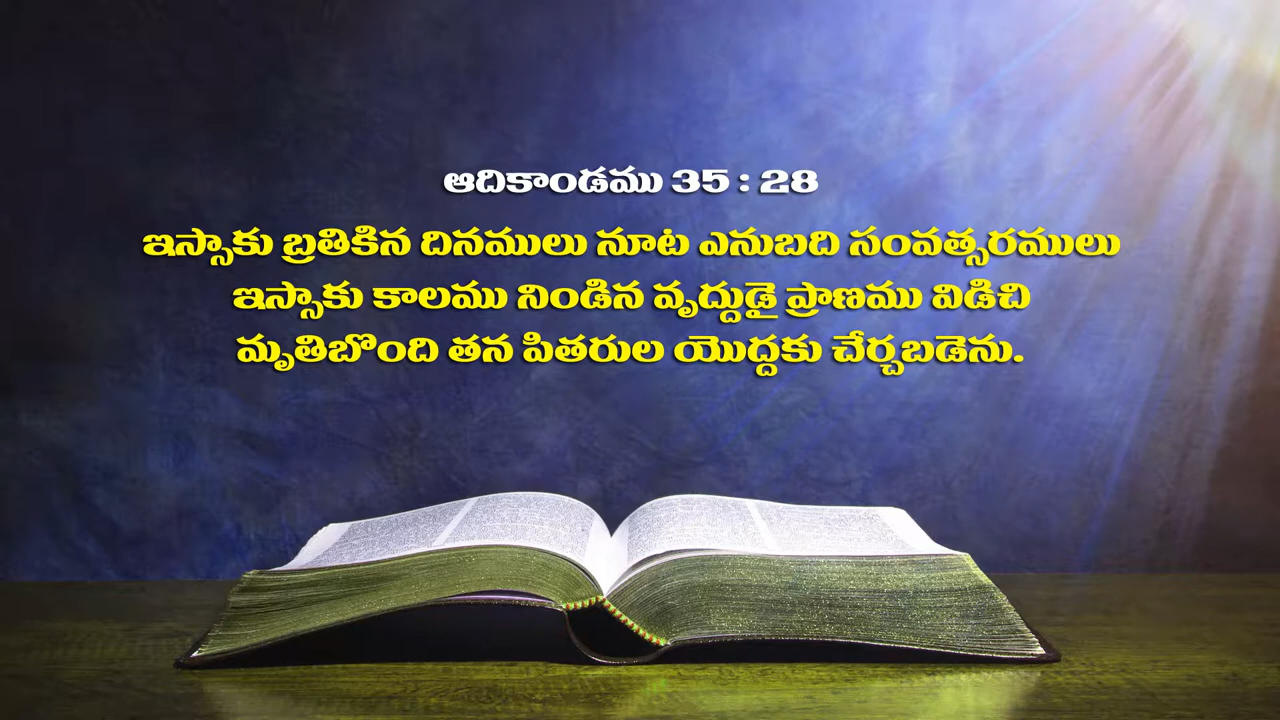 ఆదికాండము 35 : 28
ఇస్సాకు బ్రతికిన దినములు నూట ఎనుబది సంవత్సరములు
ఇస్సాకు కాలము నిండిన వృద్దుడై ప్రాణము విడిచి
మృతిబొంది తన పితరుల యొద్దకు చేర్చబడెను.